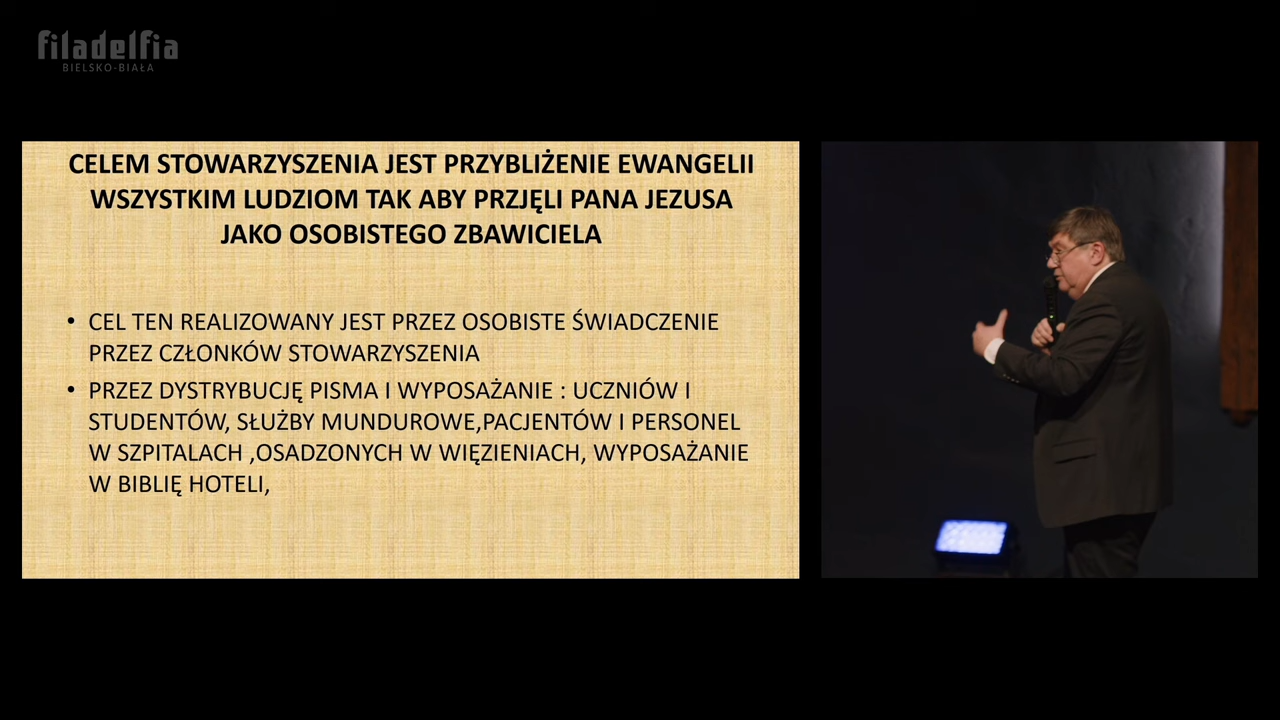 filadelfia
BIELSKO-BIAŁA
CELEM STOWARZYSZENIA JEST PRZYBLIŻENIE EWANGELII
WSZYSTKIM LUDZIOM TAK ABY PRZJĘLI PANA JEZUSA
JAKO OSOBISTEGO ZBAWICIELA
• CEL TEN REALIZOWANY JEST PRZEZ OSOBISTE ŚWIADCZENIE
PRZEZ CZŁONKÓW STOWARZYSZENIA
• PRZEZ DYSTRYBUCJĘ PISMA I WYPOSAŻANIE : UCZNIÓW I
STUDENTÓW, SŁUŻBY MUNDUROWE,PACJENTÓW I PERSONEL
W SZPITALACH ,OSADZONYCH W WIĘZIENIACH, WYPOSAŻANIE
W BIBLIĘ HOTELI,